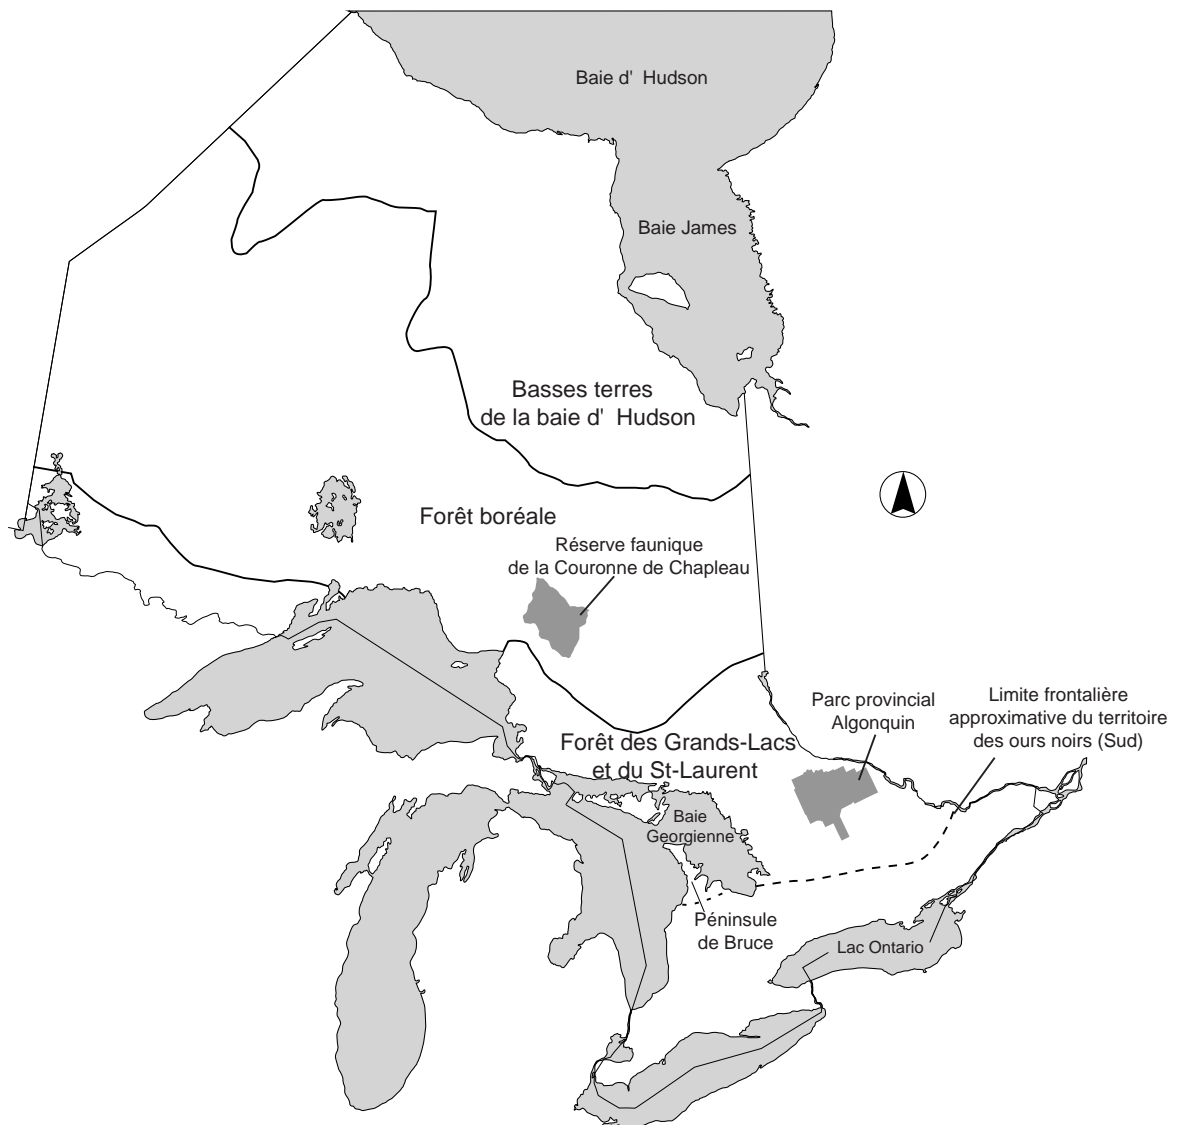 Baie d' Hudson
Baie James
Basses terres
de la baie d' Hudson
Forêt boréale
Réserve faunique
de la Couronne de Chapleau
Parc provincial
Algonquin
Limite frontalière
approximative du territoire
des ours noirs (Sud)
Forêt des Grands-Lacs
et du St-Laurent
Baie
Georgienne
Péninsule
de Bruce
Lac Ontario